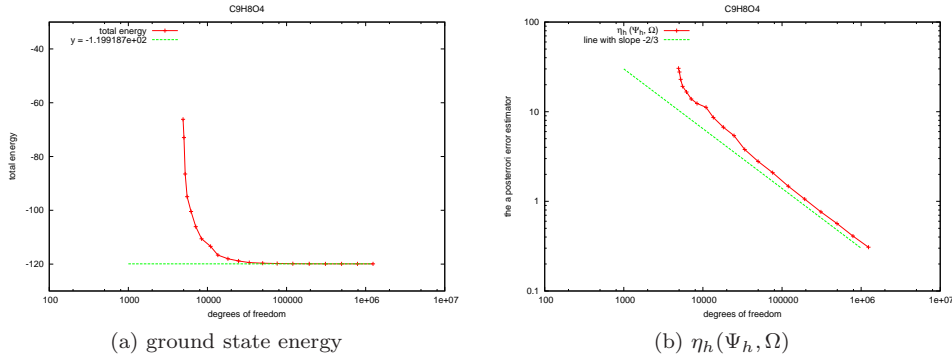 C9H8O4
total energy
y = -1.199187e+02
-40
-60
-80
-100
-120
total energy
100
1000
10000
100000
1e+06
1e+07
degrees of freedom
(a) ground state energy
C9H8O4
ηh (Ψh, Ω)
line with slope -2/3
100
10
1
0.1
the a posterrori error estimator
100
1000
10000
100000
1e+06
1e+07
degrees of freedom
(b) ηh(Ψh, Ω)